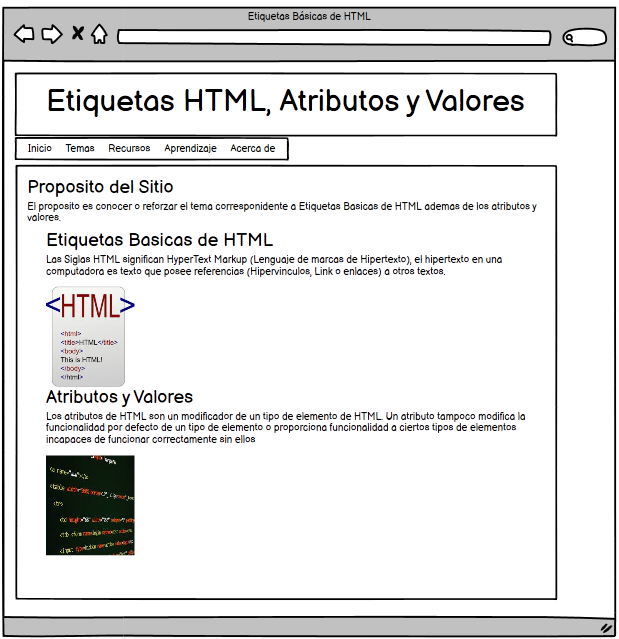 Etiquetas Básicas de HTML
Etiquetas HTML, Atributos y Valores
Inicio Temas Recursos Aprendizaje Acerca de
Proposito del Sitio
El proposito es conocer o reforzar el tema correspondiente a Etiquetas Basicas de HTML ademas de los atributos y
valores.
Etiquetas Basicas de HTML
Las Siglas HTML significan HyperText Markup (Lenguaje de marcas de Hipertexto), el hipertexto en una
computadora es texto que posee referencias (Hipervinculos, Link o enlaces) a otros textos.
<HTML>
<html>
<title>HTML</title>
<body>
This is HTML!
</body>
</html>
Atributos y Valores
Los atributos de HTML son un modificador de un tipo de elemento de HTML. Un atributo tampoco modifica la
funcionalidad por defecto de un tipo de elemento o proporciona funcionalidad a ciertos tipos de elementos
incapaces de funcionar correctamente sin ellos
<a name=
<table
<tr>
<td
<input